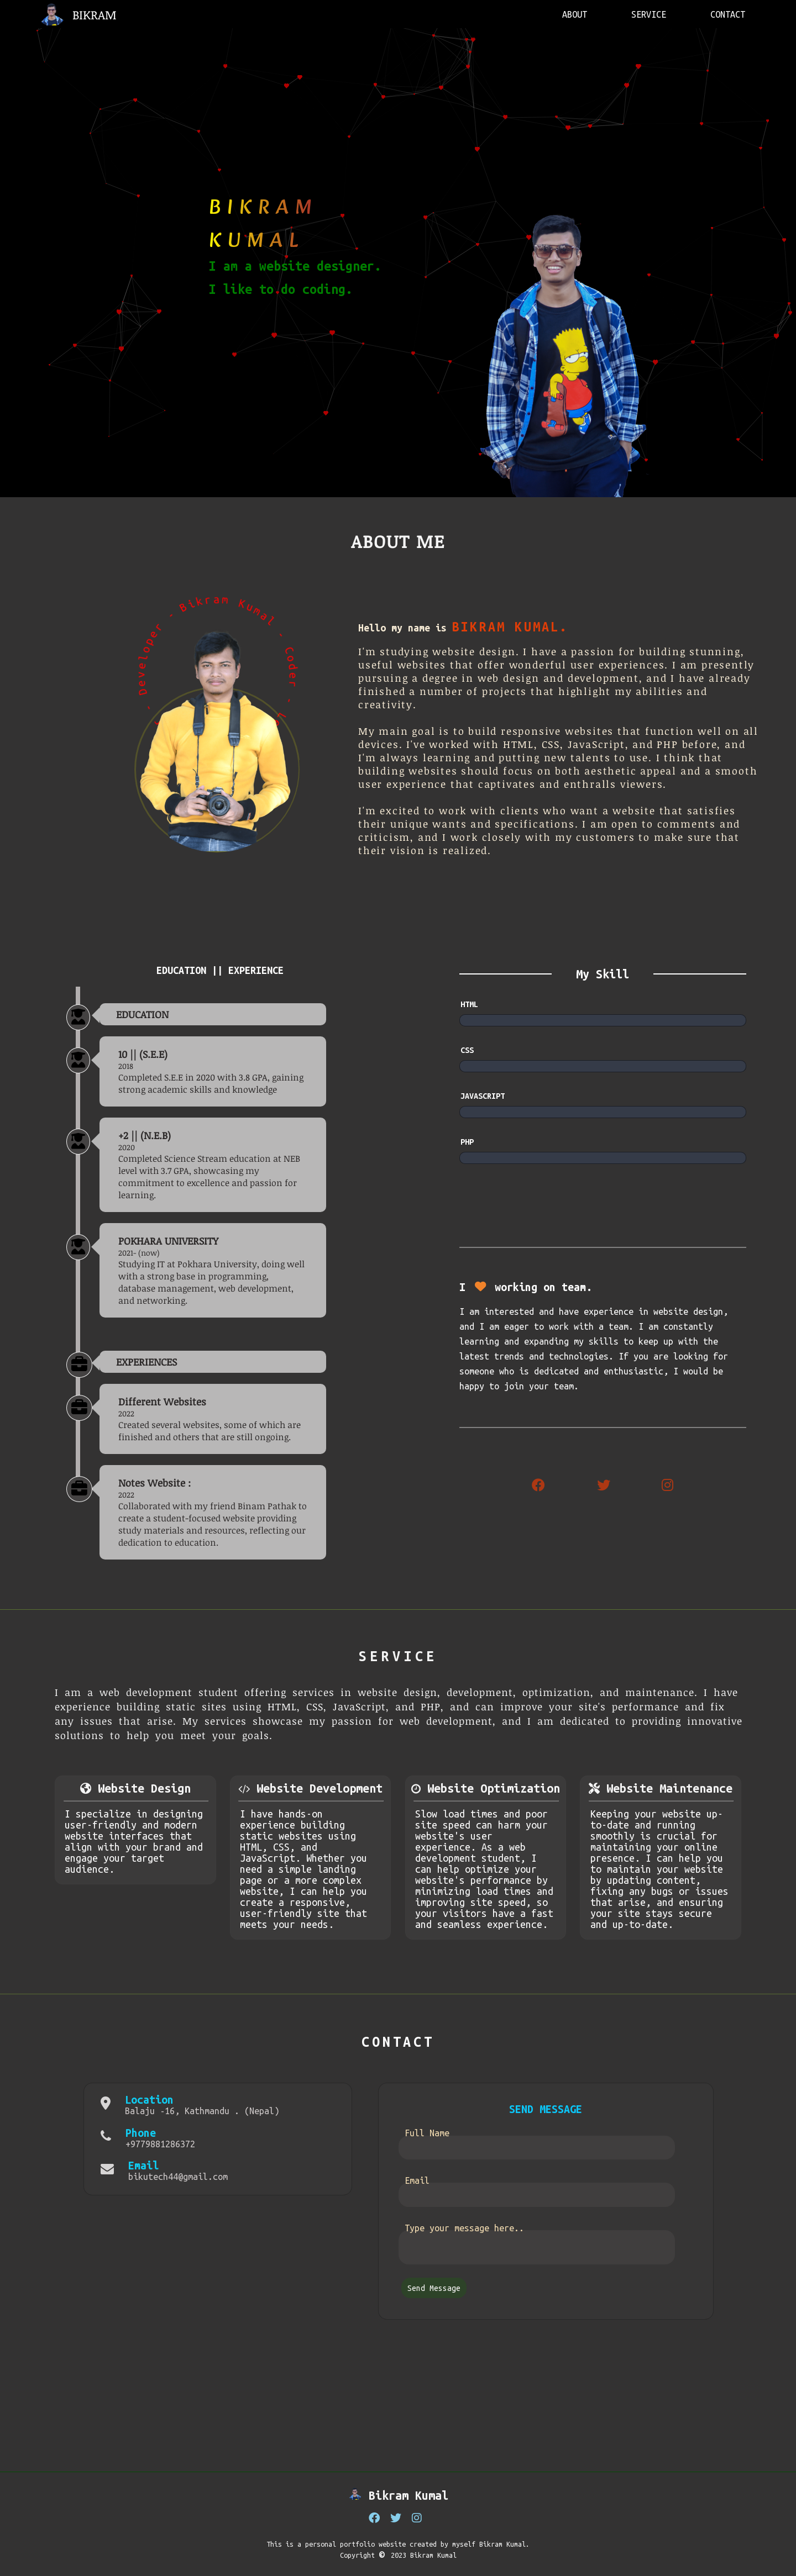 BIKRAM
ABOUT
SERVICE
CONTACT
BIKRAM
KUMAL
I am a website designer.
I like to do coding.
ABOUT ME
· Developer · Bikram Kumal · Coder ·
Hello my name is BIKRAM KUMAL.
I'm studying website design. I have a passion for building stunning,
useful websites that offer wonderful user experiences. I am presently
pursuing a degree in web design and development, and I have already
finished a number of projects that highlight my abilities and
creativity.
My main goal is to build responsive websites that function well on all
devices. I've worked with HTML, CSS, JavaScript, and PHP before, and
I'm always learning and putting new talents to use. I think that
building websites should focus on both aesthetic appeal and a smooth
user experience that captivates and enthralls viewers.
I'm excited to work with clients who want a website that satisfies
their unique wants and specifications. I am open to comments and
criticism, and I work closely with my customers to make sure that
their vision is realized.
EDUCATION || EXPERIENCE
EDUCATION
10 || (S.E.E)
2018
Completed S.E.E in 2020 with 3.8 GPA, gaining
strong academic skills and knowledge
+2 || (N.E.B)
2020
Completed Science Stream education at NEB
level with 3.7 GPA, showcasing my
commitment to excellence and passion for
learning.
POKHARA UNIVERSITY
2021- (now)
Studying IT at Pokhara University, doing well
with a strong base in programming,
database management, web development,
and networking.
EXPERIENCES
Different Websites
2022
Created several websites, some of which are
finished and others that are still ongoing.
Notes Website :
2022
Collaborated with my friend Binam Pathak to
create a student-focused website providing
study materials and resources, reflecting our
dedication to education.
My Skill
HTML
CSS
JAVASCRIPT
PHP
I working on team.
I am interested and have experience in website design,
and I am eager to work with a team. I am constantly
learning and expanding my skills to keep up with the
latest trends and technologies. If you are looking for
someone who is dedicated and enthusiastic, I would be
happy to join your team.
SERVICE
I am a web development student offering services in website design, development, optimization, and maintenance. I have
experience building static sites using HTML, CSS, JavaScript, and PHP, and can improve your site's performance and fix
any issues that arise. My services showcase my passion for web development, and I am dedicated to providing innovative
solutions to help you meet your goals.
Website Design
I specialize in designing
user-friendly and modern
website interfaces that
align with your brand and
engage your target
audience.
Website Development
I have hands-on
experience building
static websites using
HTML, CSS, and
JavaScript. Whether you
need a simple landing
page or a more complex
website, I can help you
create a responsive,
user-friendly site that
meets your needs.
Website Optimization
Slow load times and poor
site speed can harm your
website's user
experience. As a web
development student, I
can help optimize your
website's performance by
minimizing load times and
improving site speed, so
your visitors have a fast
and seamless experience.
Website Maintenance
Keeping your website up-
to-date and running
smoothly is crucial for
maintaining your online
presence. I can help you
to maintain your website
by updating content,
fixing any bugs or issues
that arise, and ensuring
your site stays secure
and up-to-date.
CONTACT
Location
Balaju -16, Kathmandu . (Nepal)
Phone
+9779881286372
Email
bikutech44@gmail.com
SEND MESSAGE
Full Name
Email
Type your message here..
Send Message
Bikram Kumal
This is a personal portfolio website created by myself Bikram Kumal.
Copyright © 2023 Bikram Kumal